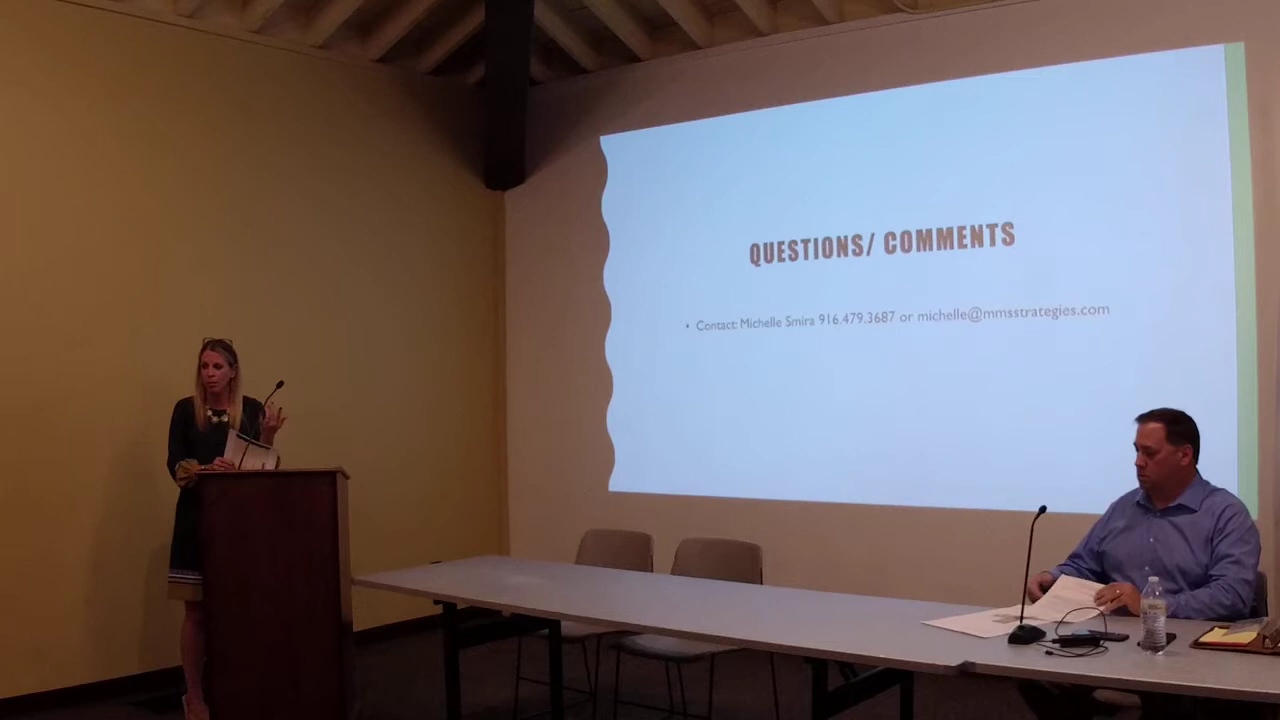 QUESTIONS/ COMMENTS
• Contact: Michelle Smira 916.479.3687 or michelle@mmsstrategies.com